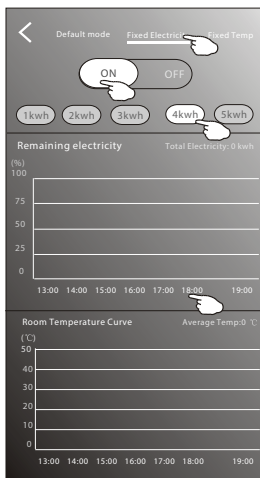 Default mode Fixed Electrici Fixed Temp
ON OFF
1kwh 2kwh 3kwh 4kwh 5kwh
Remaining electricity Total Electricity: 0 kwh
(%)
100
75
50
25
0
13:00 14:00 15:00 16:00 17:00 18:00 19:00
Room Temperature Curve Average Temp:0 ℃
(℃)
50
40
30
20
10
0
13:00 14:00 15:00 16:00 17:00 18:00 19:00